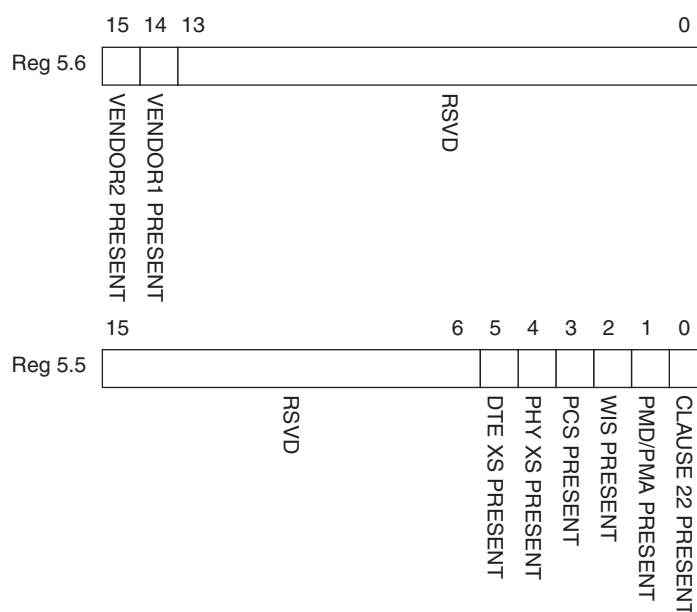 15 14 13 0
Reg 5.6
VENDOR2 PRESENT
VENDOR1 PRESENT
RSVD
15 6 5 4 3 2 1 0
Reg 5.5
RSVD
DTE XS PRESENT
PHY XS PRESENT
PCS PRESENT
WIS PRESENT
PMD/PMA PRESENT
CLAUSE 22 PRESENT